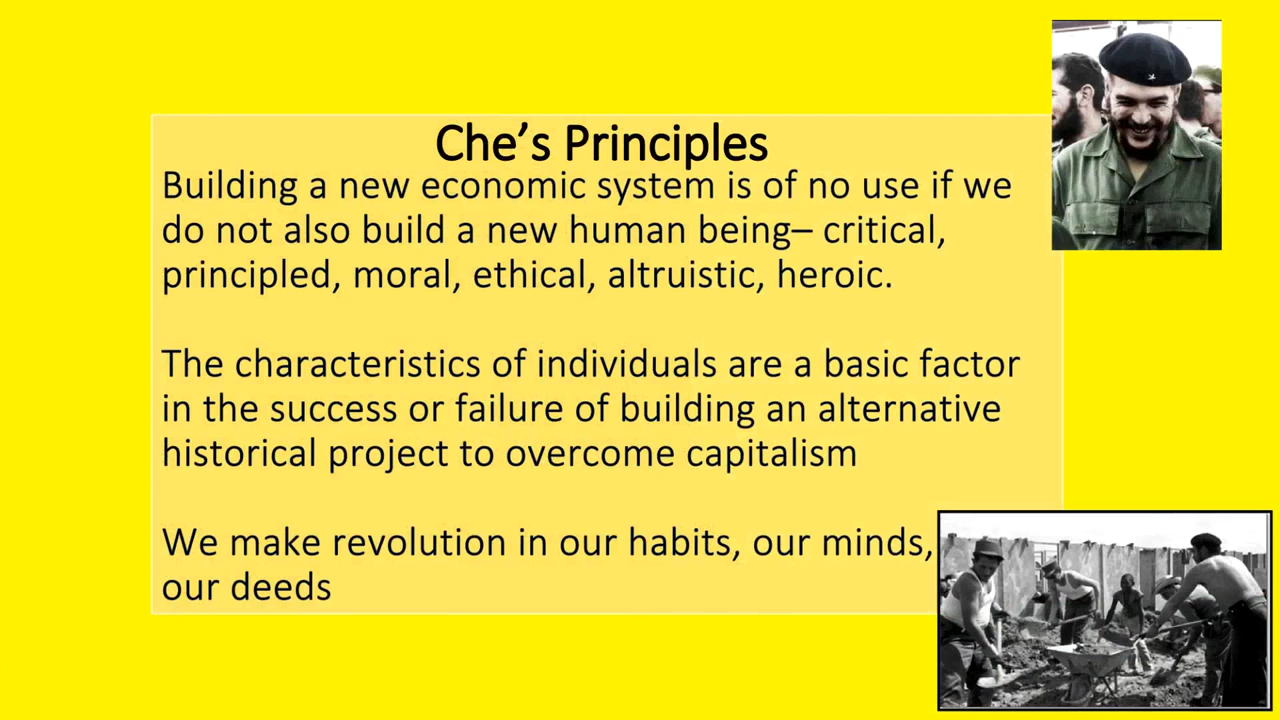 Che’s Principles
Building a new economic system is of no use if we
do not also build a new human being– critical,
principled, moral, ethical, altruistic, heroic.
The characteristics of individuals are a basic factor
in the success or failure of building an alternative
historical project to overcome capitalism
We make revolution in our habits, our minds,
our deeds